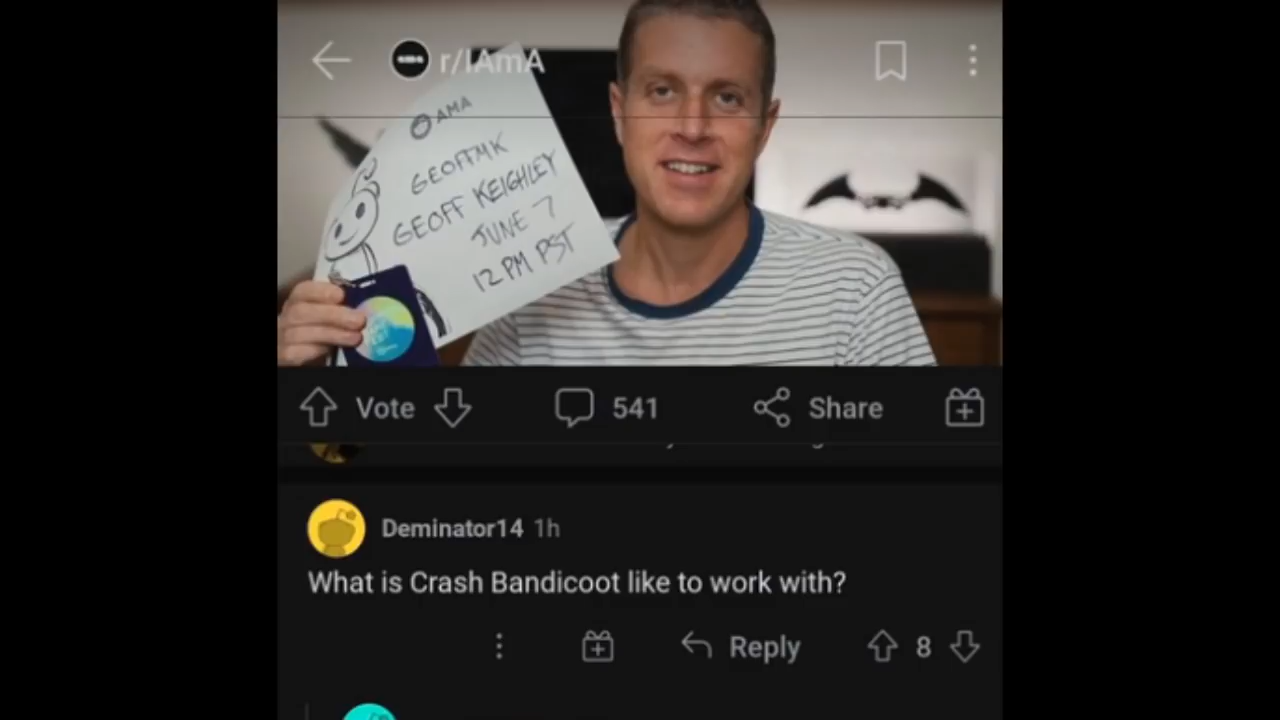 r/IAmA
AMA
GEOFFMK
GEOFF KEIGHLEY
JUNE 7
12 PM PST
Vote
541
Share
Deminator14 1h
What is Crash Bandicoot like to work with?
Reply
8